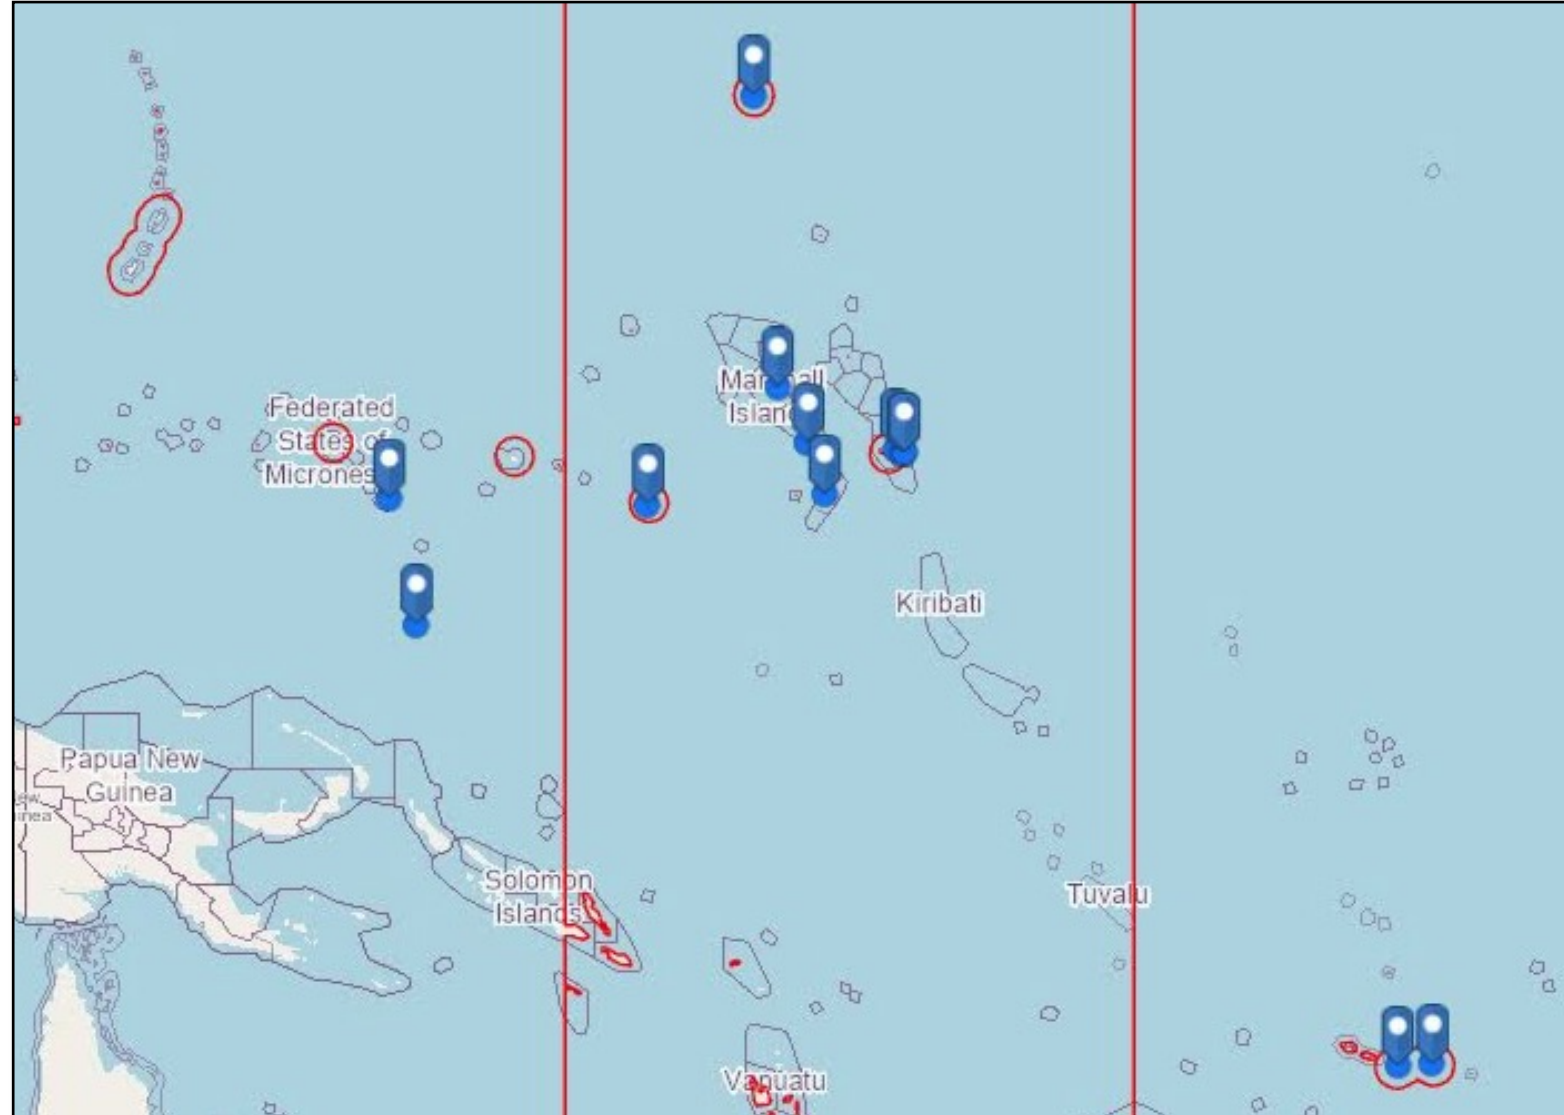 Marshall
Islands
Federated
States of
Micronesia
Kiribati
Papua New
Guinea
Solomon
Islands
Tuvalu
Vanuatu